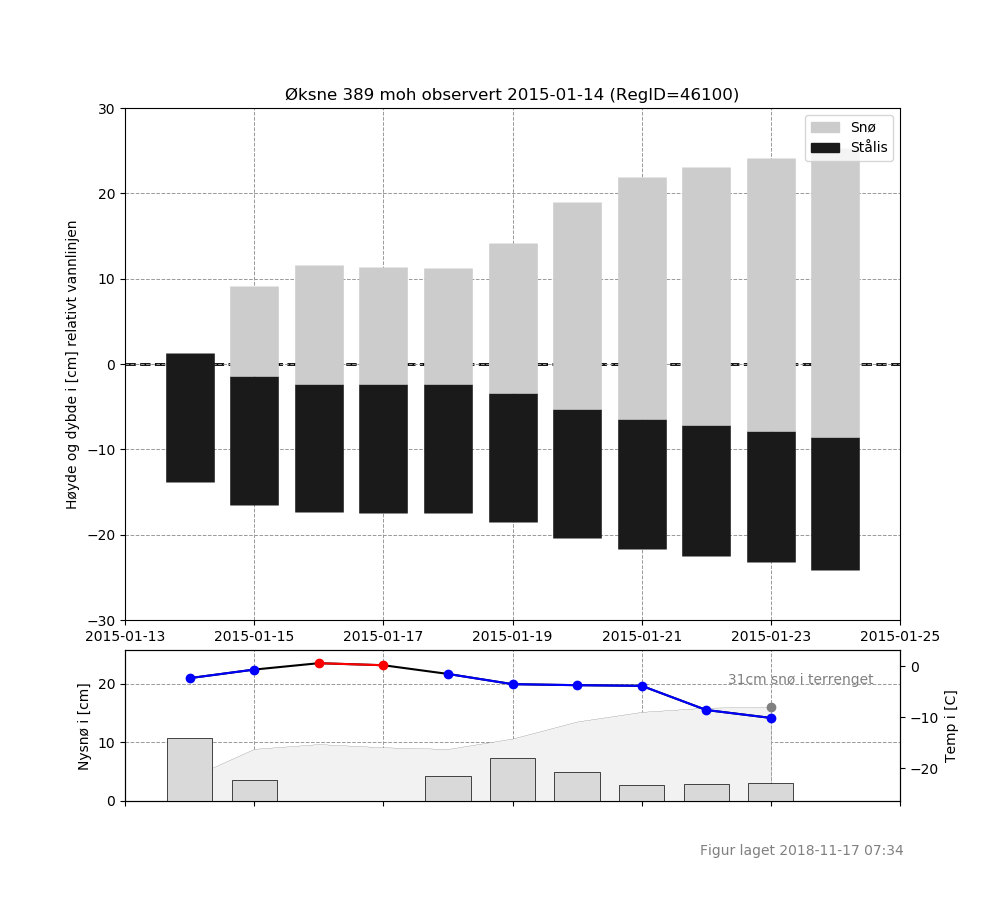 Øksne 389 moh observert 2015-01-14 (RegID=46100)
Høyde og dybde i [cm] relativt vannlinjen
30
20
10
0
−10
−20
−30
Snø
Stålis
2015-01-13 2015-01-15 2015-01-17 2015-01-19 2015-01-21 2015-01-23 2015-01-25
Nysnø i [cm]
20
10
0
31cm snø i terrenget
0
−10
−20
Temp i [C]
Figur laget 2018-11-17 07:34